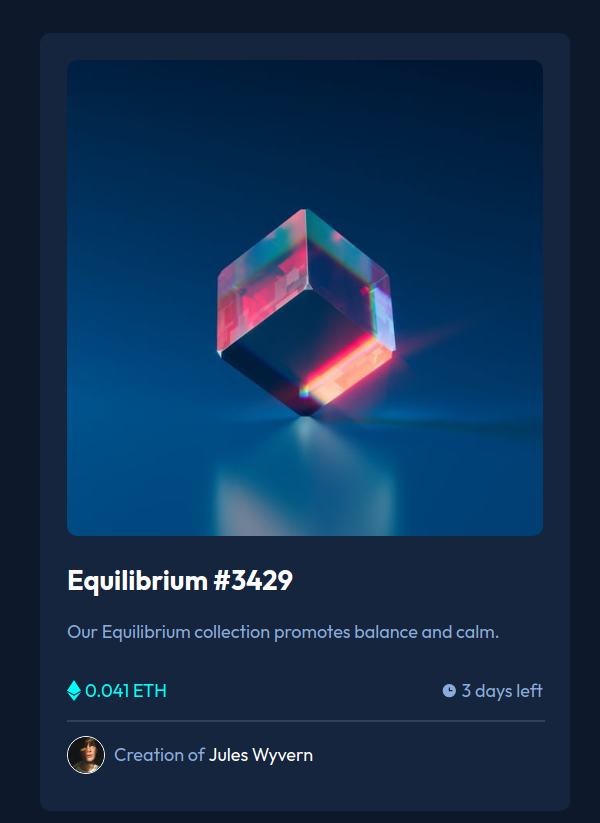 Equilibrium #3429
Our Equilibrium collection promotes balance and calm.
0.041 ETH
3 days left
Creation of Jules Wyvern